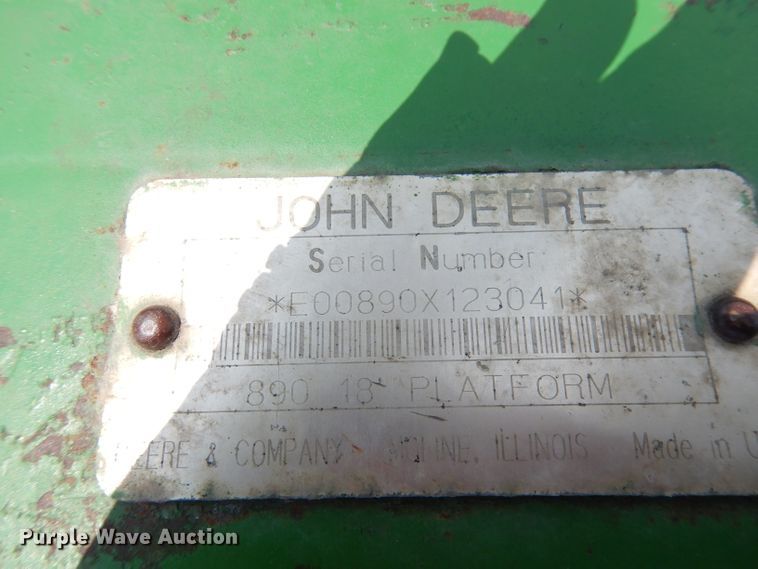 JOHN DEERE
Serial Number
*E00890X123041*
890 18' PLATFORM
DEERE & COMPANY MOLINE, ILLINOIS Made in U
Purple Wave Auction